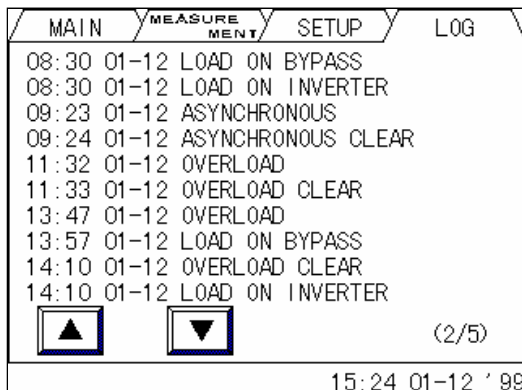 MAIN MEASUREMENT SETUP LOG
08:30 01-12 LOAD ON BYPASS
08:30 01-12 LOAD ON INVERTER
09:23 01-12 ASYNCHRONOUS
09:24 01-12 ASYNCHRONOUS CLEAR
11:32 01-12 OVERLOAD
11:33 01-12 OVERLOAD CLEAR
13:47 01-12 OVERLOAD
13:57 01-12 LOAD ON BYPASS
14:10 01-12 OVERLOAD CLEAR
14:10 01-12 LOAD ON INVERTER
(2/5)
15:24 01-12 '99